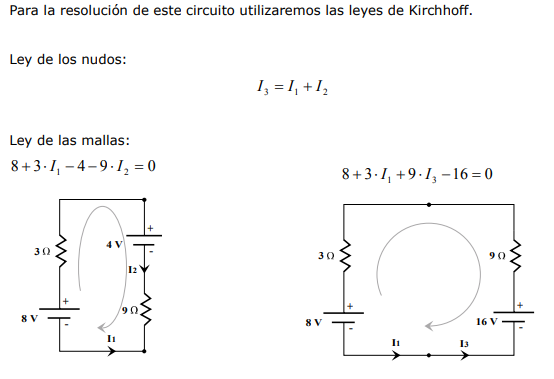 Para la resolución de este circuito utilizaremos las leyes de Kirchhoff.
Ley de los nudos:
I₃ = I₁ + I₂
Ley de las mallas:
8 + 3 · I₁ − 4 − 9 · I₂ = 0
8 + 3 · I₁ + 9 · I₃ − 16 = 0
+
4 V
-
3 Ω
I2
9 Ω
+
8 V
-
I1
3 Ω
9 Ω
+
8 V
-
+
16 V
-
I1
I3